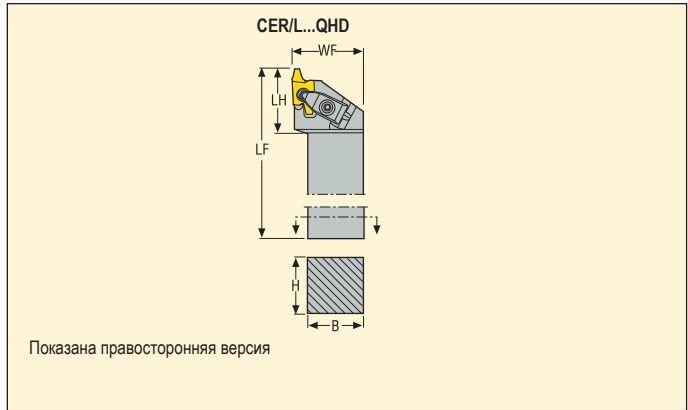 CER/L...QHD
WF
LH
LF
H
B
Показана правосторонняя версия